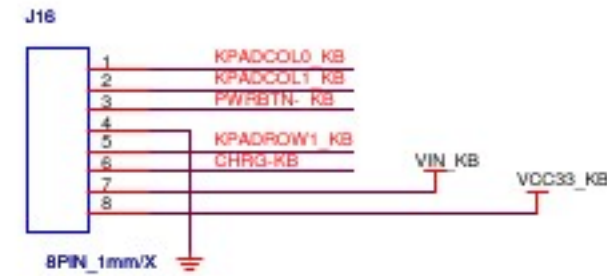 J16
1 KPADCOL0_KB
2 KPADCOL1_KB
3 PWRBTN-_KB
4
5 KPADROW1_KB
6 CHRG-KB
7 VIN_KB
8 VCC33_KB
8PIN_1mm/X